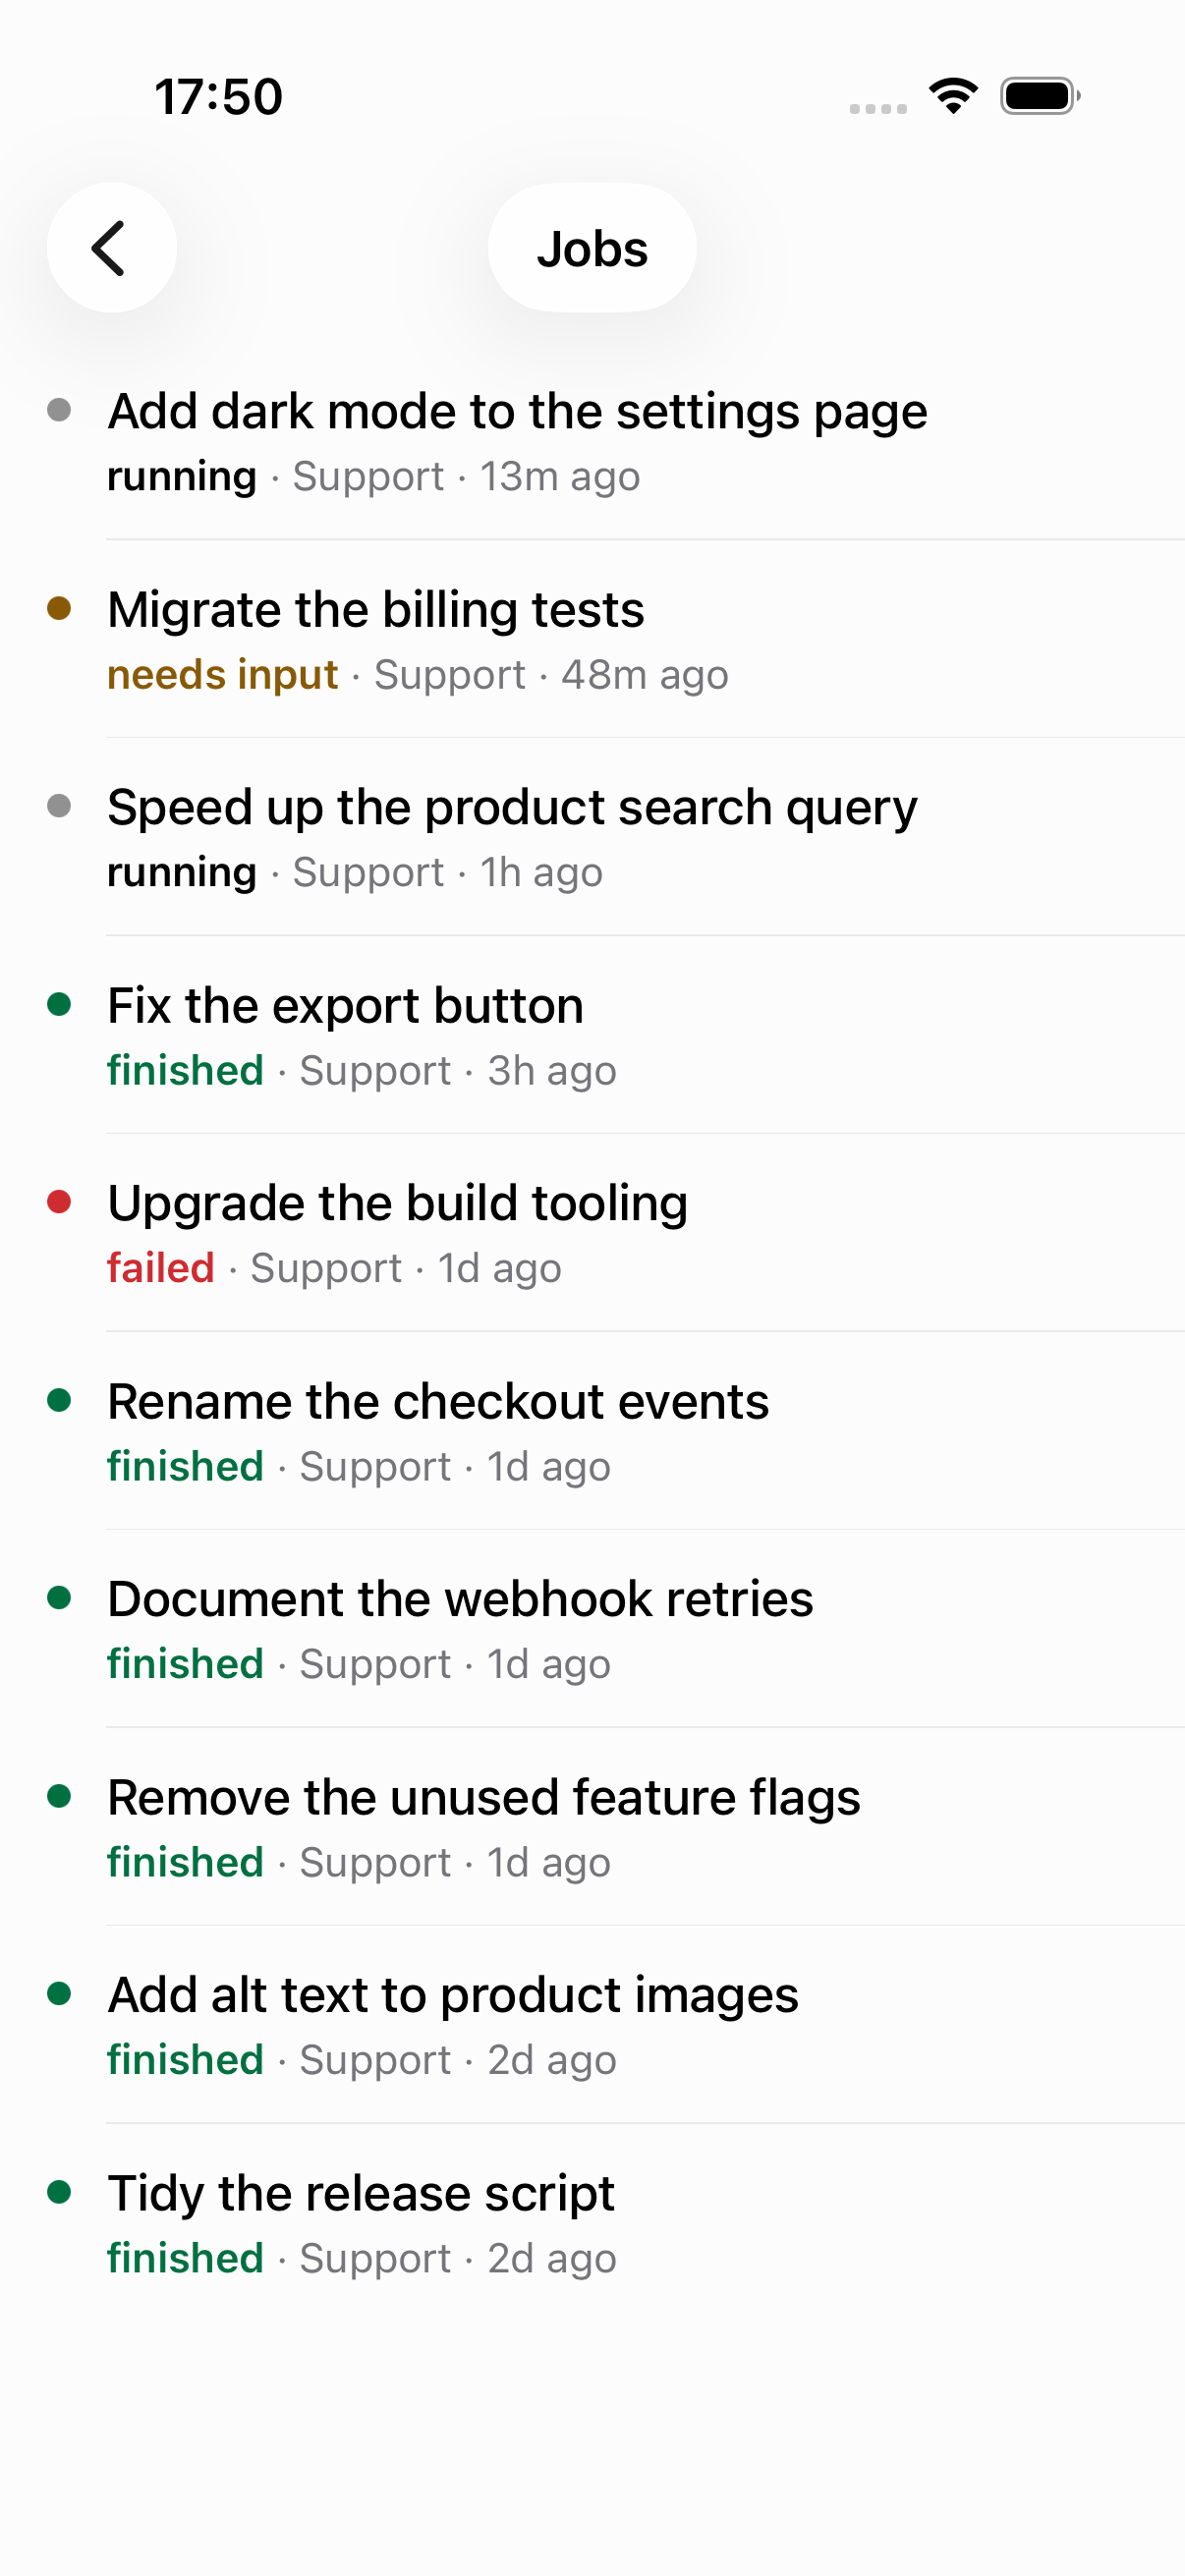 17:50
Jobs
Add dark mode to the settings page
running · Support · 13m ago
Migrate the billing tests
needs input · Support · 48m ago
Speed up the product search query
running · Support · 1h ago
Fix the export button
finished · Support · 3h ago
Upgrade the build tooling
failed · Support · 1d ago
Rename the checkout events
finished · Support · 1d ago
Document the webhook retries
finished · Support · 1d ago
Remove the unused feature flags
finished · Support · 1d ago
Add alt text to product images
finished · Support · 2d ago
Tidy the release script
finished · Support · 2d ago